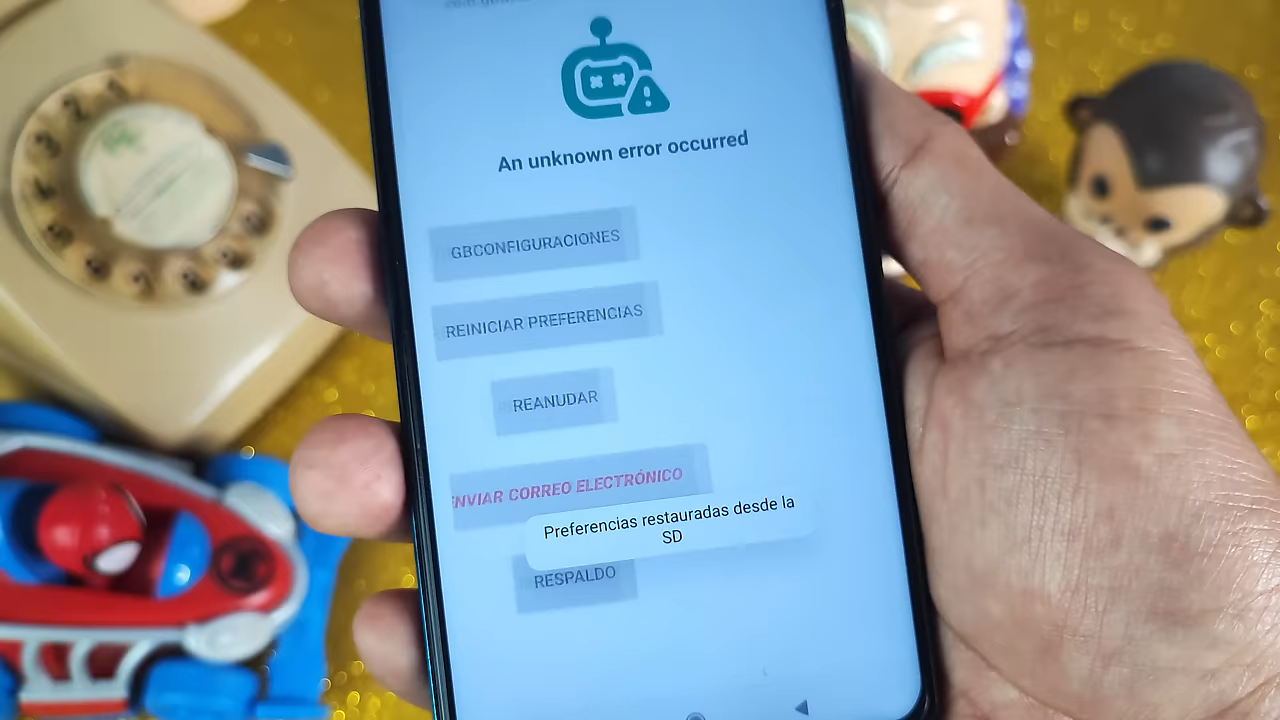 An unknown error occurred
GBCONFIGURACIONES
REINICIAR PREFERENCIAS
REANUDAR
ENVIAR CORREO ELECTRÓNICO
Preferencias restauradas desde la
SD
RESPALDO